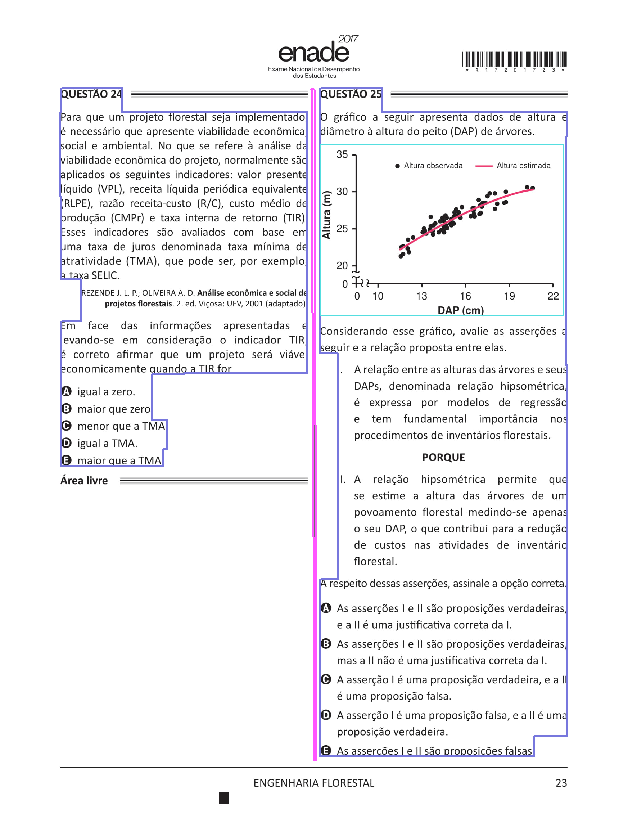 enade 2017
Exame Nacional de Desempenho
dos Estudantes
*R17201723*
QUESTÃO 24
Para que um projeto florestal seja implementado
é necessário que apresente viabilidade econômica,
social e ambiental. No que se refere à análise da
viabilidade econômica do projeto, normalmente são
aplicados os seguintes indicadores: valor presente
líquido (VPL), receita líquida periódica equivalente
(RLPE), razão receita-custo (R/C), custo médio de
produção (CMPr) e taxa interna de retorno (TIR).
Esses indicadores são avaliados com base em
uma taxa de juros denominada taxa mínima de
atratividade (TMA), que pode ser, por exemplo,
a taxa SELIC.
REZENDE J. L. P., OLIVEIRA A. D. Análise econômica e social de
projetos florestais. 2. ed. Viçosa: UFV, 2001 (adaptado).
Em face das informações apresentadas e
levando-se em consideração o indicador TIR,
é correto afirmar que um projeto será viável
economicamente quando a TIR for
A igual a zero.
B maior que zero.
C menor que a TMA.
D igual a TMA.
E maior que a TMA.
Área livre
QUESTÃO 25
O gráfico a seguir apresenta dados de altura e
diâmetro à altura do peito (DAP) de árvores.
Altura observada Altura estimada
Altura (m)
35
30
25
20
0
0 10 13 16 19 22
DAP (cm)
Considerando esse gráfico, avalie as asserções a
seguir e a relação proposta entre elas.
I. A relação entre as alturas das árvores e seus
DAPs, denominada relação hipsométrica,
é expressa por modelos de regressão
e tem fundamental importância nos
procedimentos de inventários florestais.
PORQUE
II. A relação hipsométrica permite que
se estime a altura das árvores de um
povoamento florestal medindo-se apenas
o seu DAP, o que contribui para a redução
de custos nas atividades de inventário
florestal.
A respeito dessas asserções, assinale a opção correta.
A As asserções I e II são proposições verdadeiras,
e a II é uma justificativa correta da I.
B As asserções I e II são proposições verdadeiras,
mas a II não é uma justificativa correta da I.
C A asserção I é uma proposição verdadeira, e a II
é uma proposição falsa.
D A asserção I é uma proposição falsa, e a II é uma
proposição verdadeira.
E As asserções I e II são proposições falsas.
ENGENHARIA FLORESTAL
23